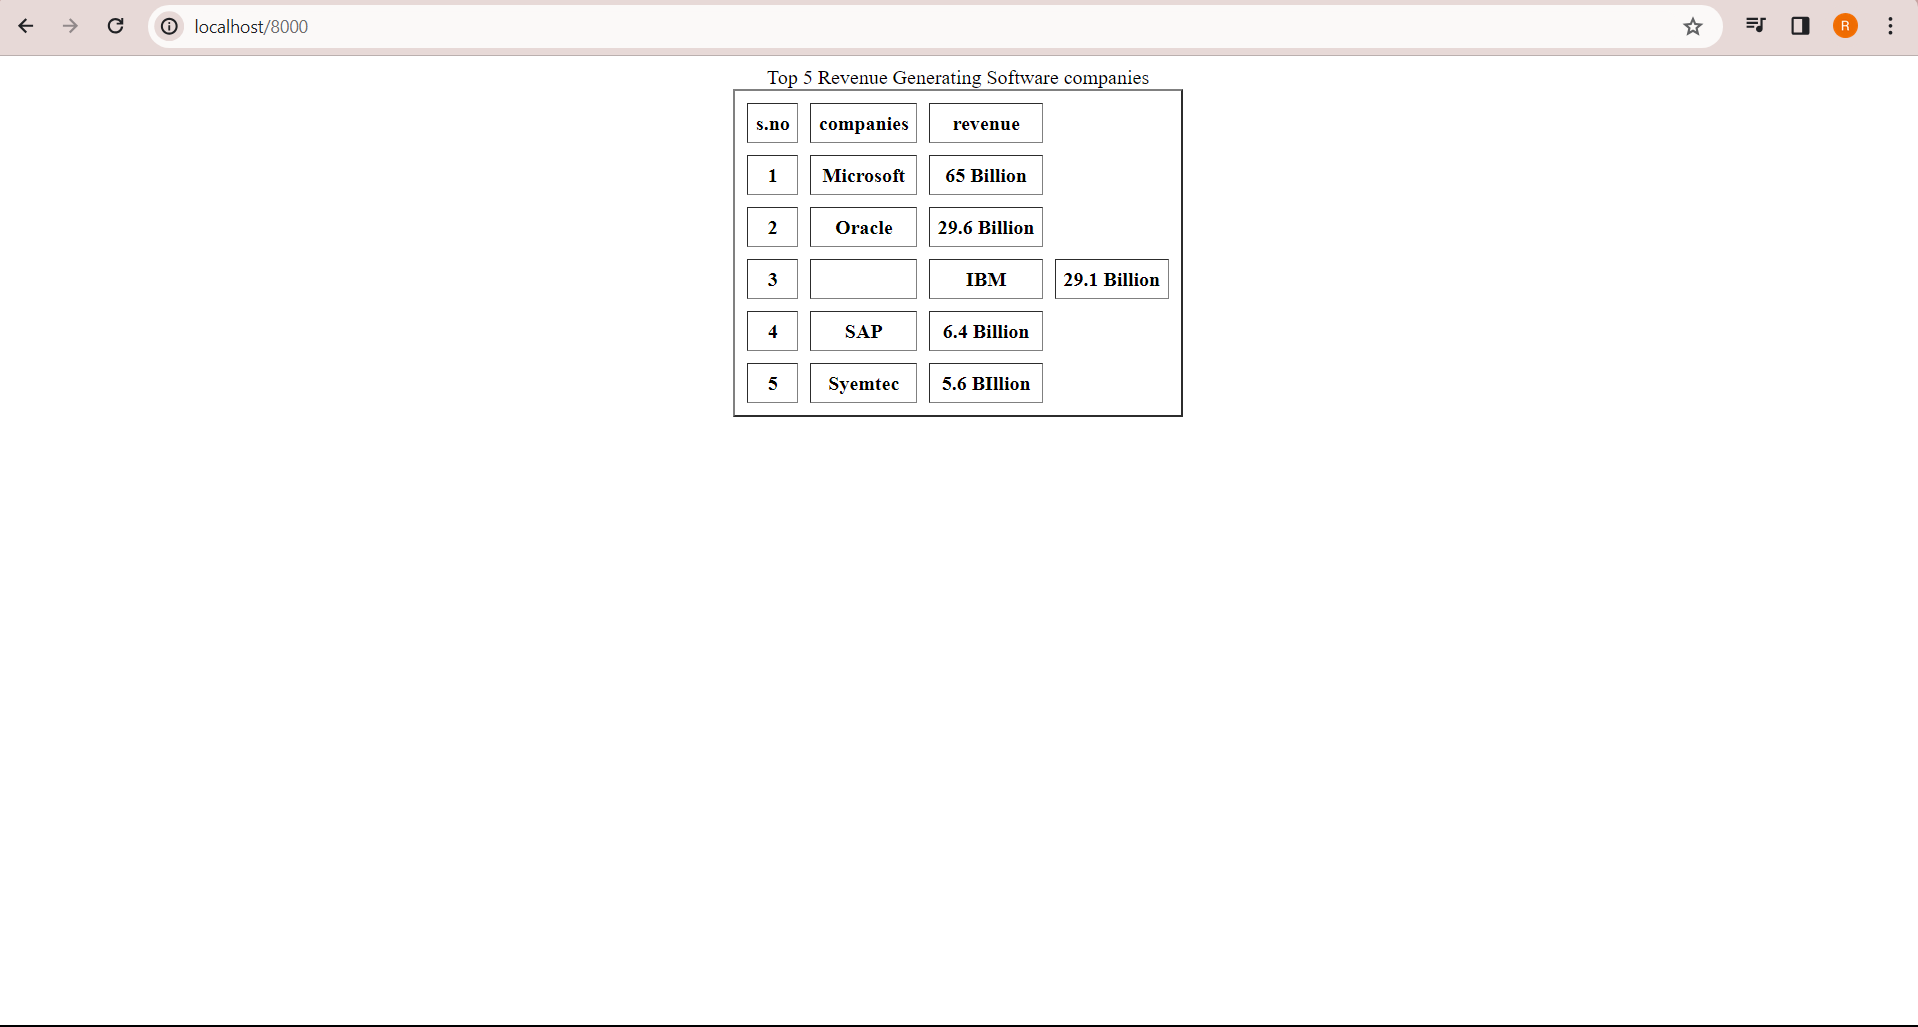 localhost/8000
R
Top 5 Revenue Generating Software companies
s.no companies revenue
1 Microsoft 65 Billion
2 Oracle 29.6 Billion
3 IBM 29.1 Billion
4 SAP 6.4 Billion
5 Syemtec 5.6 BIllion